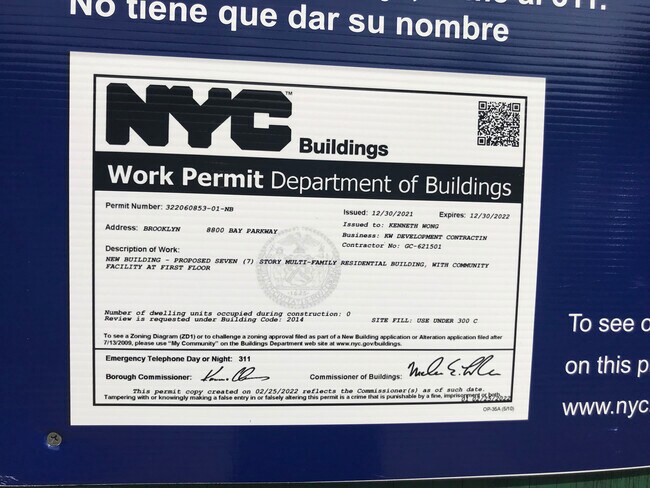 No tiene que dar su nombre
NYC™
Buildings
Work Permit Department of Buildings
Permit Number: 322060853-01-NB
Issued: 12/30/2021 Expires: 12/30/2022
Address: BROOKLYN 8800 BAY PARKWAY
Issued to: KENNETH WONG
Business: KW DEVELOPMENT CONTRACTIN
Contractor No: GC-621501
Description of Work:
NEW BUILDING - PROPOSED SEVEN (7) STORY MULTI-FAMILY RESIDENTIAL BUILDING, WITH COMMUNITY
FACILITY AT FIRST FLOOR
Number of dwelling units occupied during construction: 0
Review is requested under Building Code: 2014
SITE FILL: USE UNDER 300 C
To see a Zoning Diagram (ZD1) or to challenge a zoning approval filed as part of a New Building application or Alteration application filed after
7/13/2009, please use "My Community" on the Buildings Department web site at www.nyc.gov/buildings.
Emergency Telephone Day or Night: 311
Borough Commissioner:
Commissioner of Buildings:
This permit copy created on 02/25/2022 reflects the Commissioner(s) as of such date.
Tampering with or knowingly making a false entry in or falsely altering this permit is a crime that is punishable by a fine, imprisonment or both.
OP-36A (6/10)
To see
on this p
www.nyc.